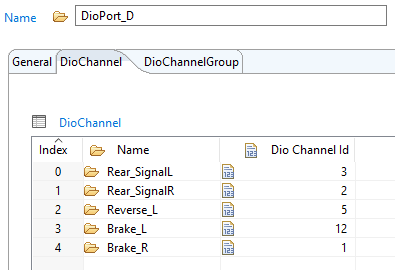 Name DioPort_D
General DioChannel DioChannelGroup
DioChannel
Index Name Dio Channel Id
0 Rear_SignalL 3
1 Rear_SignalR 2
2 Reverse_L 5
3 Brake_L 12
4 Brake_R 1